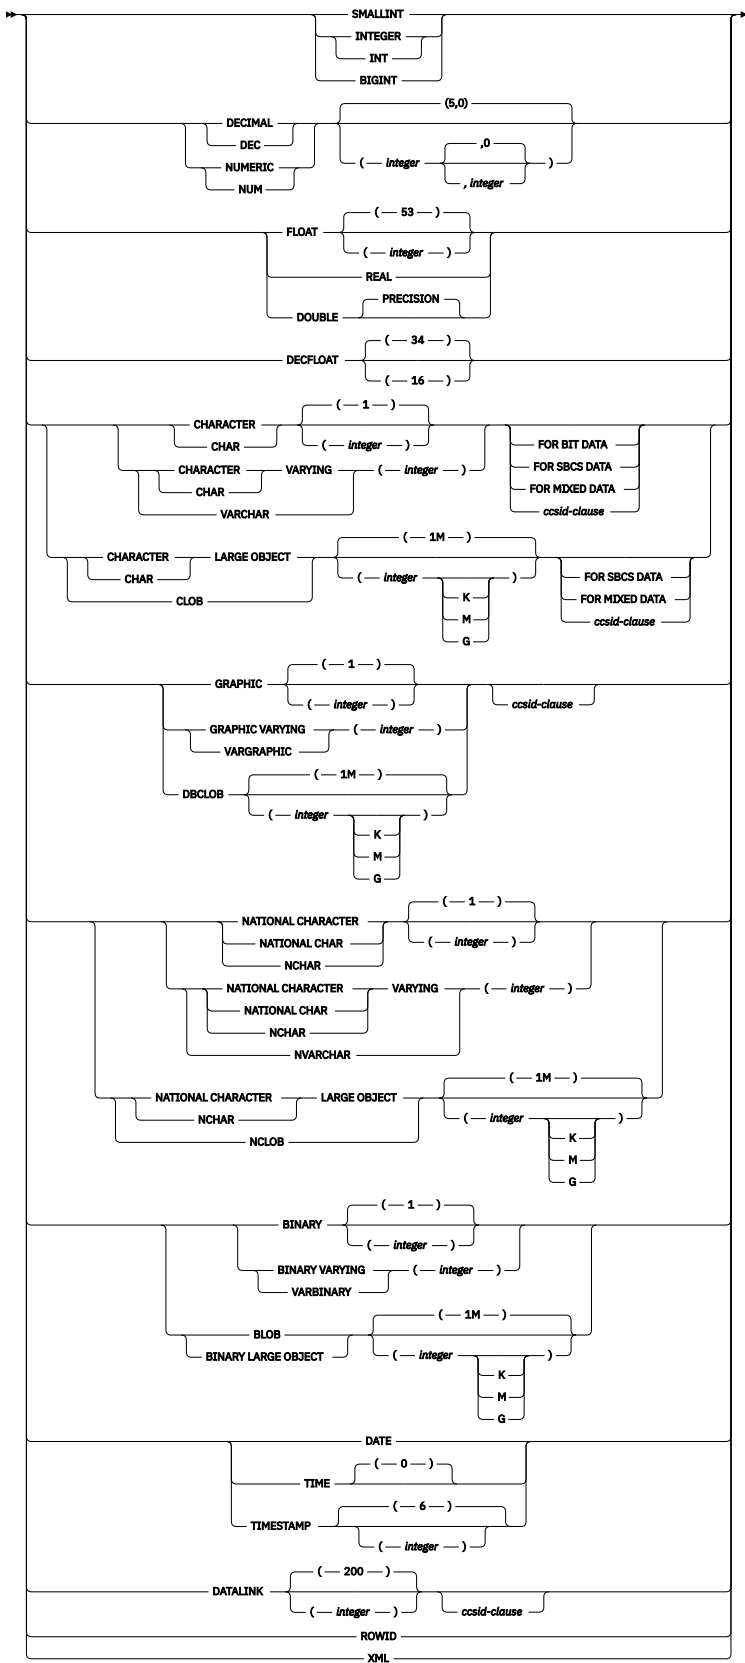 SMALLINT
INTEGER
INT
BIGINT
(5,0)
DECIMAL
DEC
,0
NUMERIC ( integer )
NUM , integer
( 53 )
FLOAT
( integer )
REAL
PRECISION
DOUBLE
( 34 )
DECFLOAT
( 16 )
( 1 )
CHARACTER
CHAR ( integer ) FOR BIT DATA
CHARACTER VARYING ( integer ) FOR SBCS DATA
CHAR FOR MIXED DATA
VARCHAR ccsid-clause
( 1M )
CHARACTER LARGE OBJECT
CHAR ( integer ) FOR SBCS DATA
CLOB K FOR MIXED DATA
M ccsid-clause
G
( 1 )
GRAPHIC
( integer ) ccsid-clause
GRAPHIC VARYING ( integer )
VARGRAPHIC
( 1M )
DBCLOB
( integer )
K
M
G
( 1 )
NATIONAL CHARACTER
NATIONAL CHAR ( integer )
NCHAR
NATIONAL CHARACTER VARYING ( integer )
NATIONAL CHAR
NCHAR
NVARCHAR
( 1M )
NATIONAL CHARACTER LARGE OBJECT
NCHAR ( integer )
NCLOB K
M
G
( 1 )
BINARY
( integer )
BINARY VARYING ( integer )
VARBINARY
( 1M )
BLOB
BINARY LARGE OBJECT ( integer )
K
M
G
DATE
( 0 )
TIME
( 6 )
TIMESTAMP
( integer )
( 200 )
DATALINK
( integer ) ccsid-clause
ROWID
XML